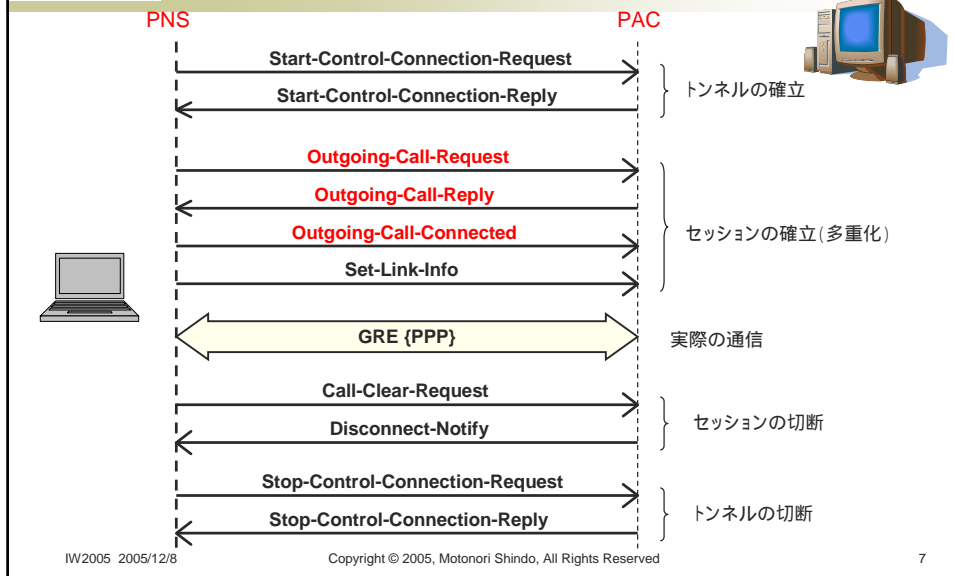 PNS PAC
Start-Control-Connection-Request
Start-Control-Connection-Reply
トンネルの確立
Outgoing-Call-Request
Outgoing-Call-Reply
Outgoing-Call-Connected
Set-Link-Info
セッションの確立(多重化)
GRE {PPP}
実際の通信
Call-Clear-Request
Disconnect-Notify
セッションの切断
Stop-Control-Connection-Request
Stop-Control-Connection-Reply
トンネルの切断
IW2005 2005/12/8 Copyright © 2005, Motonori Shindo, All Rights Reserved 7